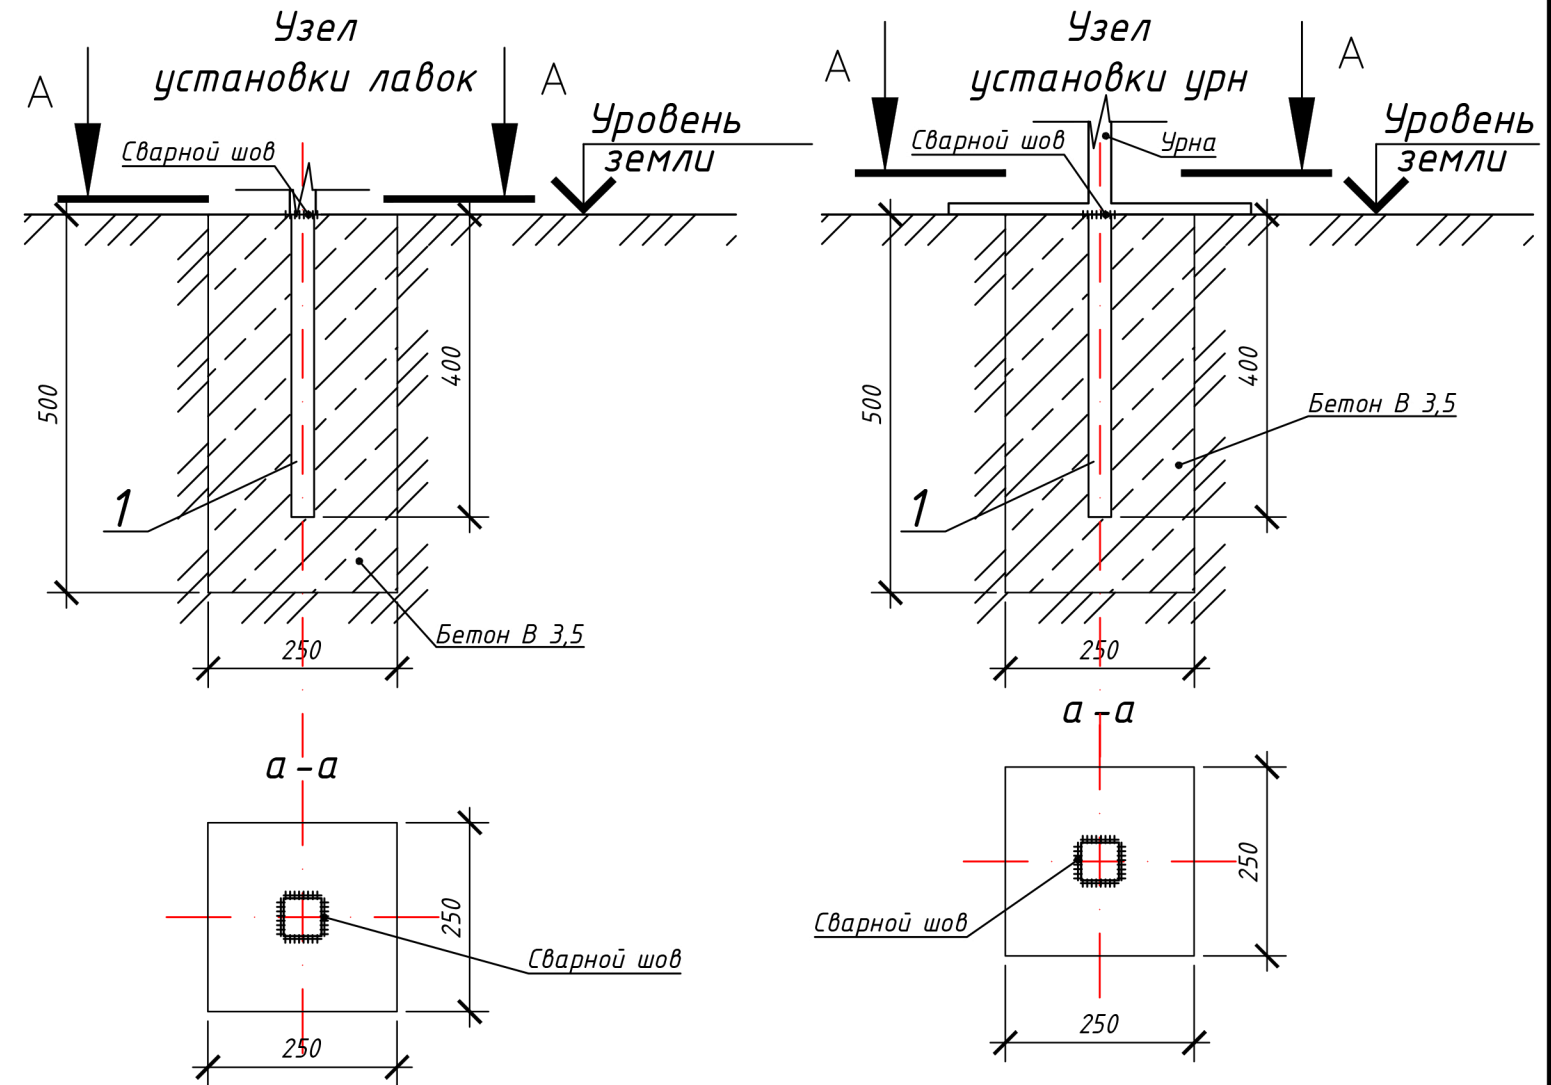 Узел
установки лавок
А
А
Уровень
земли
Сварной шов
500
400
1
Бетон В 3,5
250
а-а
250
Сварной шов
250
Узел
установки урн
А
А
Уровень
земли
Сварной шов
Урна
500
400
Бетон В 3,5
1
250
а-а
250
Сварной шов
250